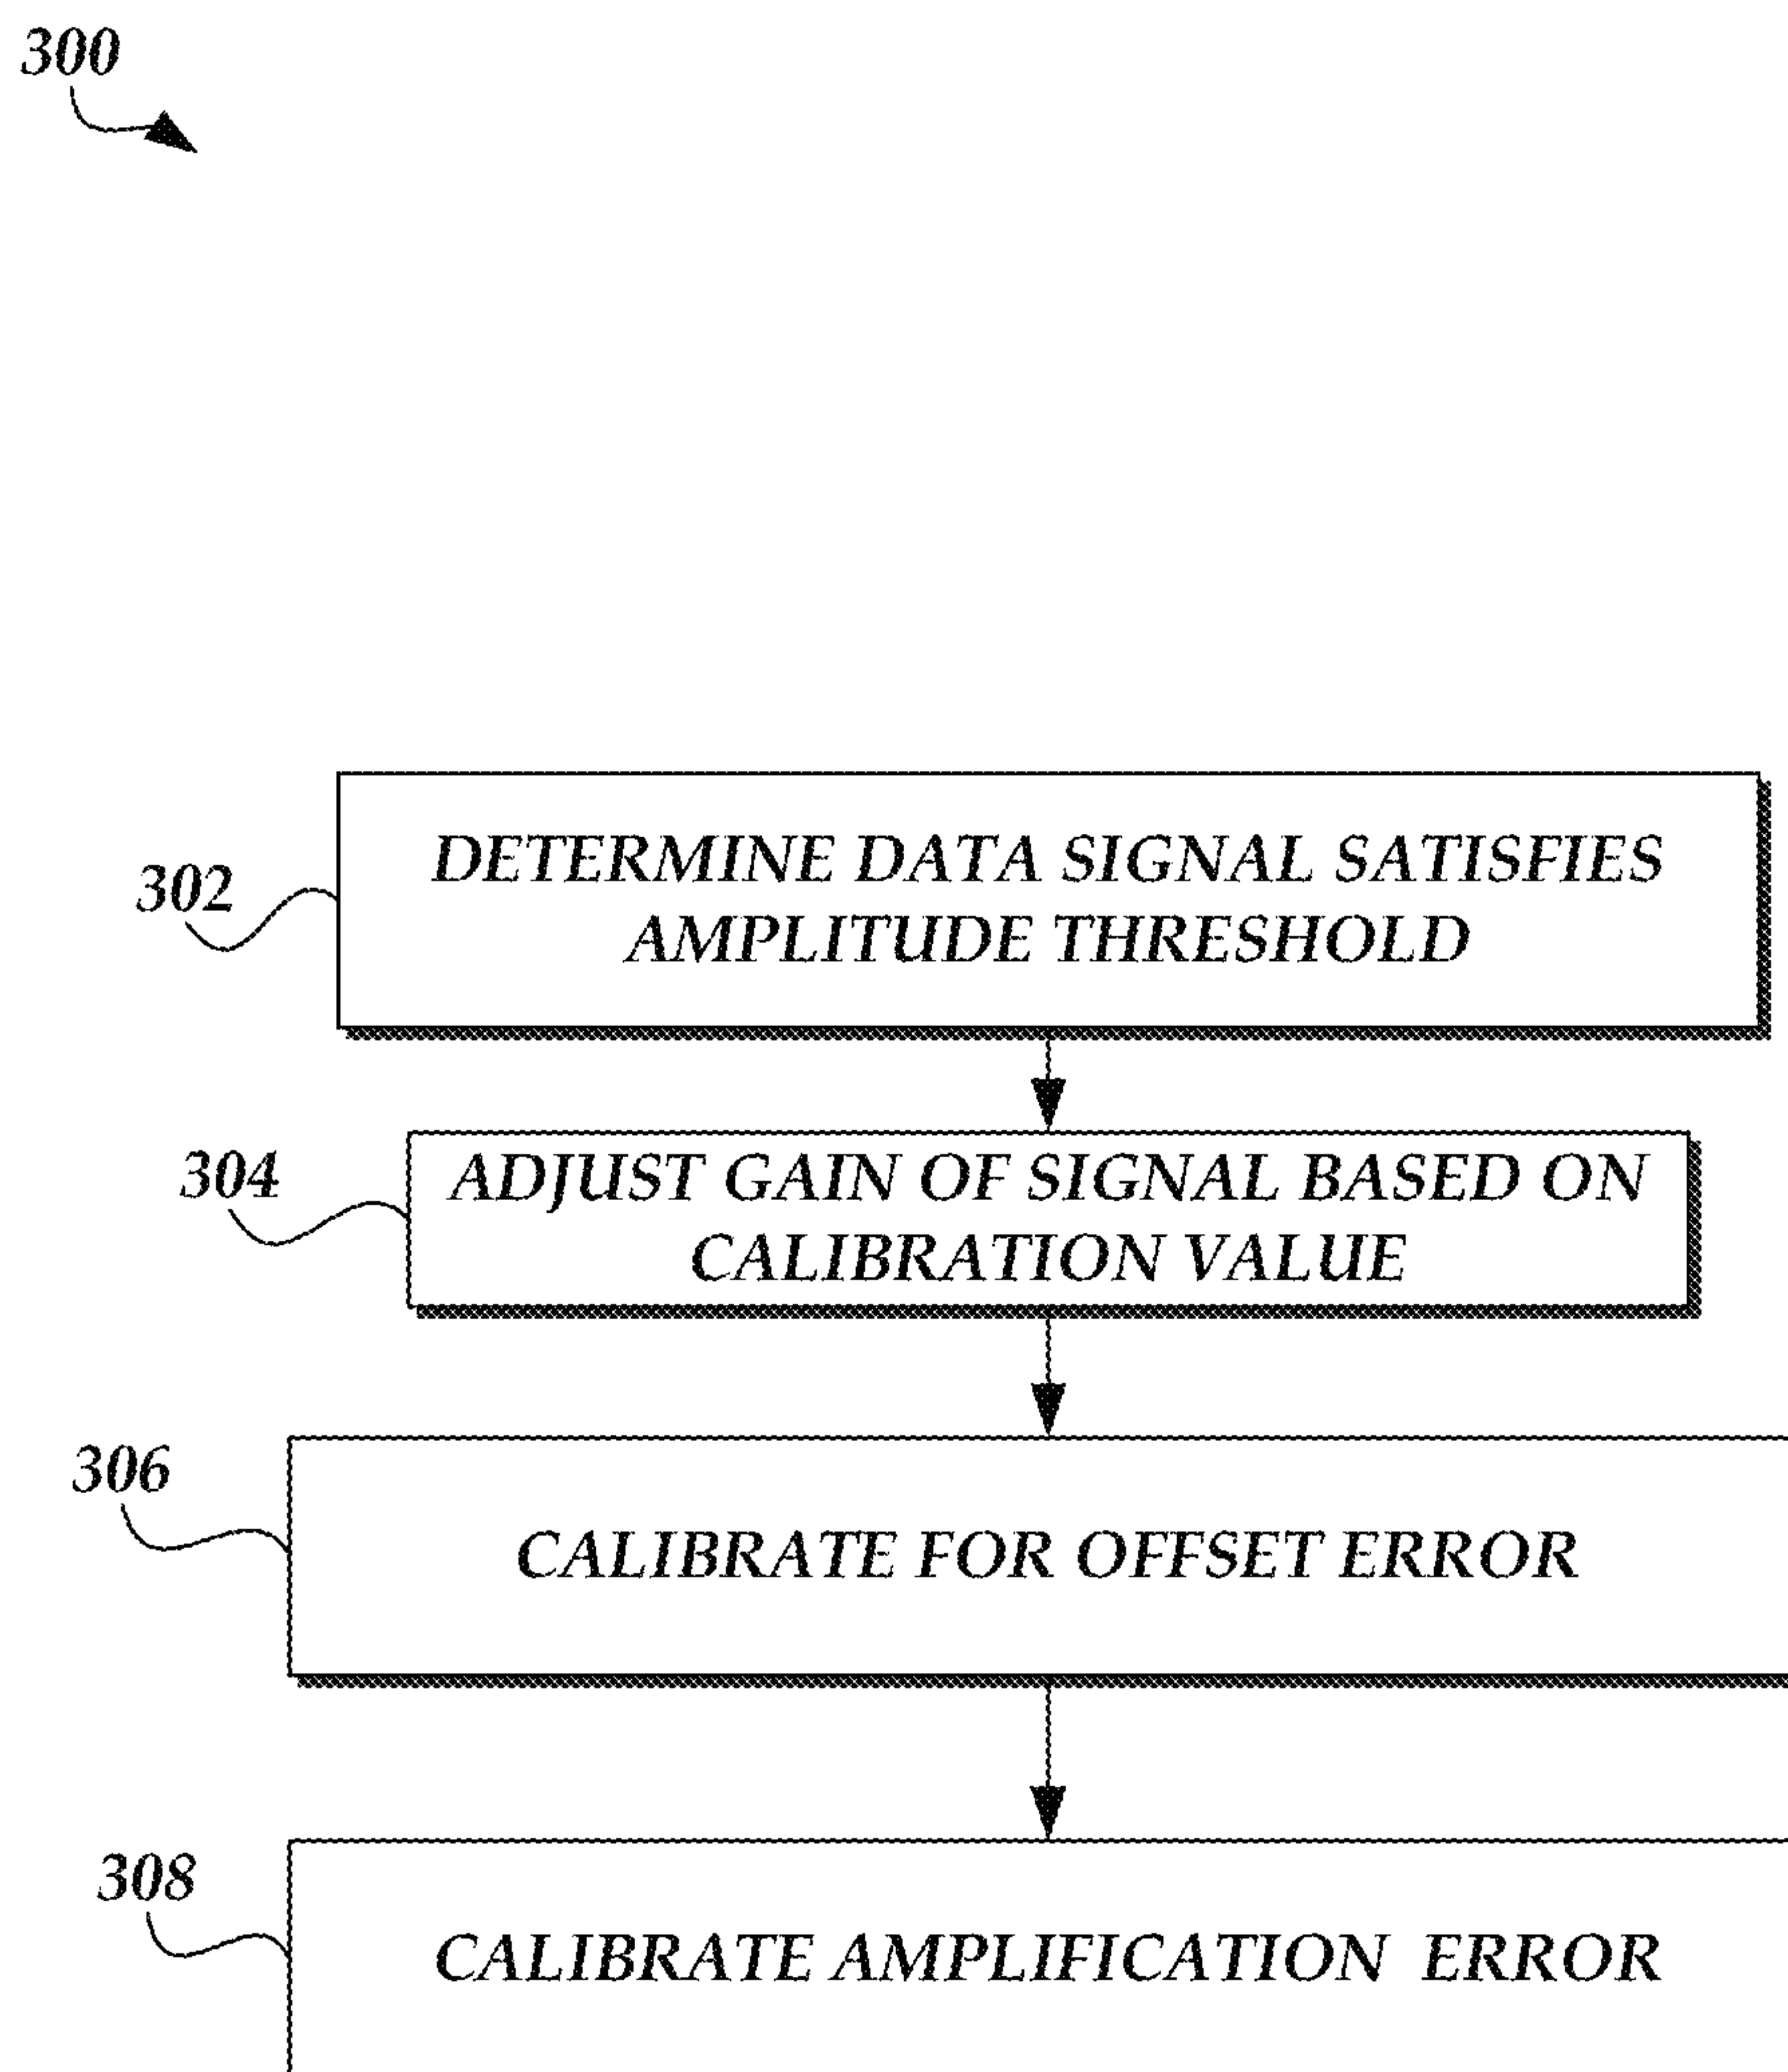 300
302
DETERMINE DATA SIGNAL SATISFIES
AMPLITUDE THRESHOLD
304
ADJUST GAIN OF SIGNAL BASED ON
CALIBRATION VALUE
306
CALIBRATE FOR OFFSET ERROR
308
CALIBRATE AMPLIFICATION ERROR